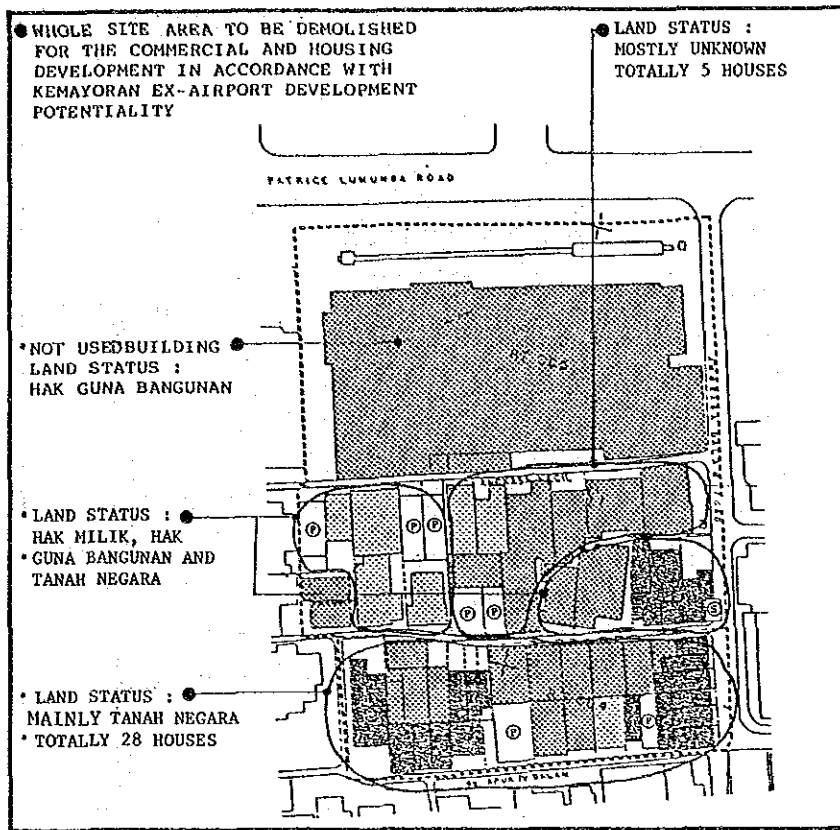 WHOLE SITE AREA TO BE DEMOLISHED
FOR THE COMMERCIAL AND HOUSING
DEVELOPMENT IN ACCORDANCE WITH
KEMAYORAN EX-AIRPORT DEVELOPMENT
POTENTIALITY
LAND STATUS :
MOSTLY UNKNOWN
TOTALLY 5 HOUSES
PATRICE LUMUMBA ROAD
*NOT USEDBUILDING
LAND STATUS :
HAK GUNA BANGUNAN
* LAND STATUS :
HAK MILIK, HAK
* GUNA BANGUNAN AND
TANAH NEGARA
P
P
P
P
P
S
* LAND STATUS :
MAINLY TANAH NEGARA
* TOTALLY 28 HOUSES
P
P